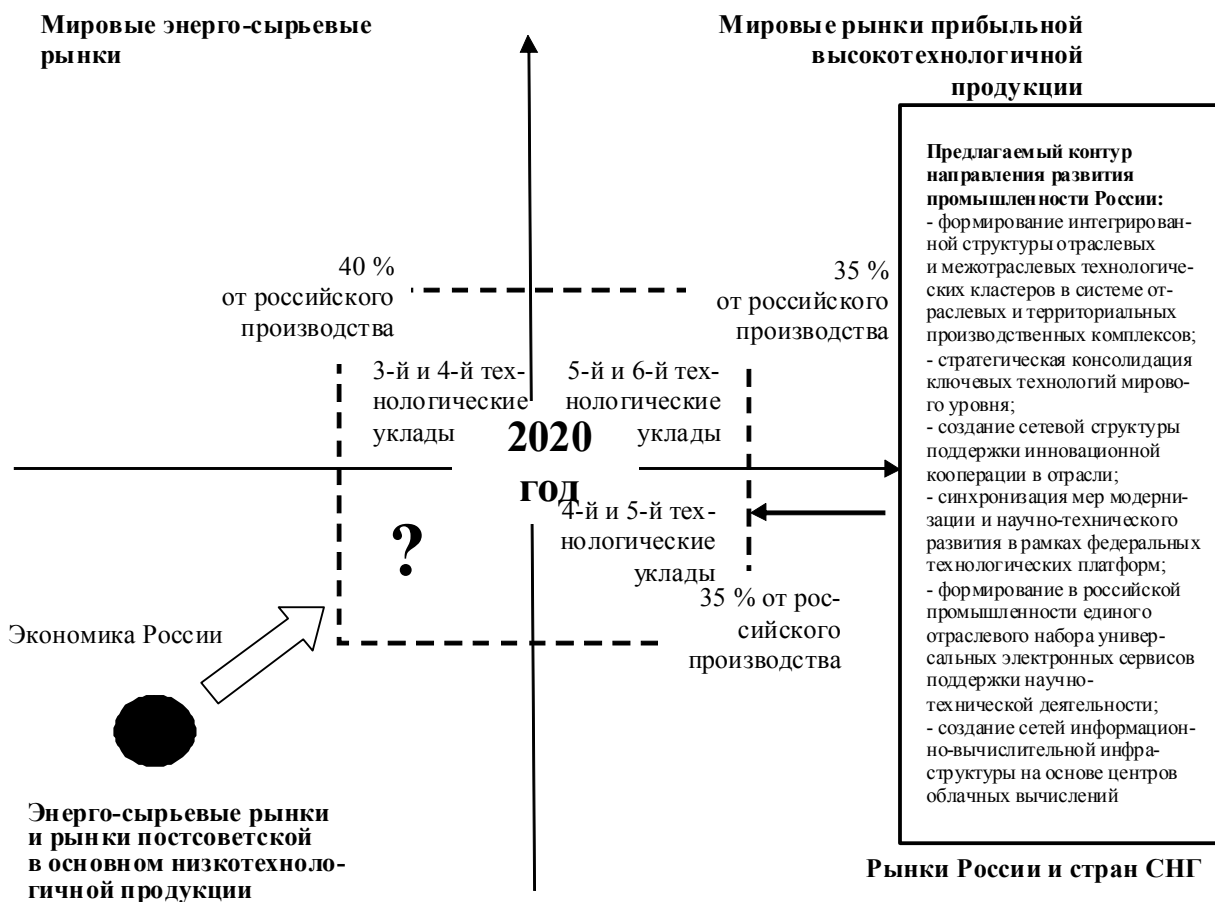 Мировые энерго-сырьевые
рынки
Мировые рынки прибыльной
высокотехнологичной
продукции
Предлагаемый контур
направления развития
промышленности России:
- формирование интегрирован-
ной структуры отраслевых
и межотраслевых технологиче-
ских кластеров в системе от-
раслевых и территориальных
производственных комплексов;
- стратегическая консолидация
ключевых технологий мирово-
го уровня;
- создание сетевой структуры
поддержки инновационной
кооперации в отрасли;
- синхронизация мер модерни-
зации и научно-технического
развития в рамках федеральных
технологических платформ;
- формирование в российской
промышленности единого
отраслевого набора универ-
сальных электронных сервисов
поддержки научно-
технической деятельности;
- создание сетей информацион-
но-вычислительной инфра-
структуры на основе центров
облачных вычислений
40 %
от российского
производства
35 %
от российского
производства
3-й и 4-й тех-
нологические
уклады
5-й и 6-й тех-
нологические
уклады
2020
год
4-й и 5-й тех-
нологические
уклады
?
35 % от рос-
сийского
производства
Экономика России
Энерго-сырьевые рынки
и рынки постсоветской
в основном низкотехноло-
гичной продукции
Рынки России и стран СНГ